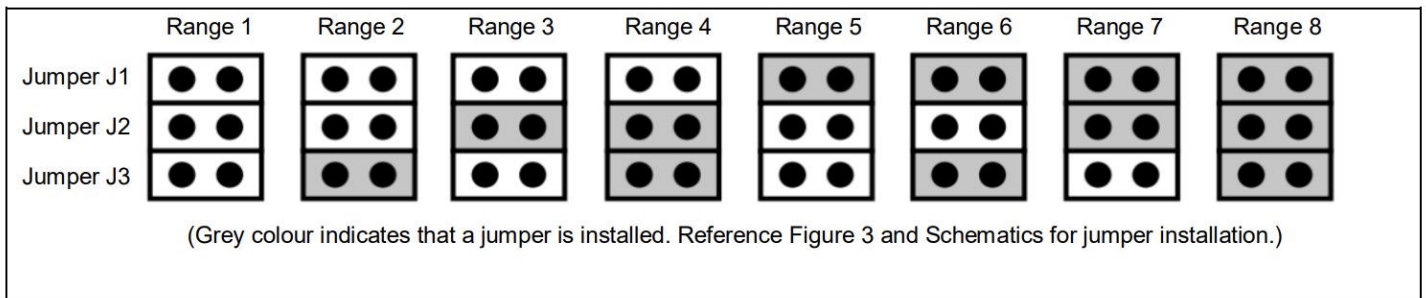 Range 1 Range 2 Range 3 Range 4 Range 5 Range 6 Range 7 Range 8
Jumper J1
Jumper J2
Jumper J3
(Grey colour indicates that a jumper is installed. Reference Figure 3 and Schematics for jumper installation.)